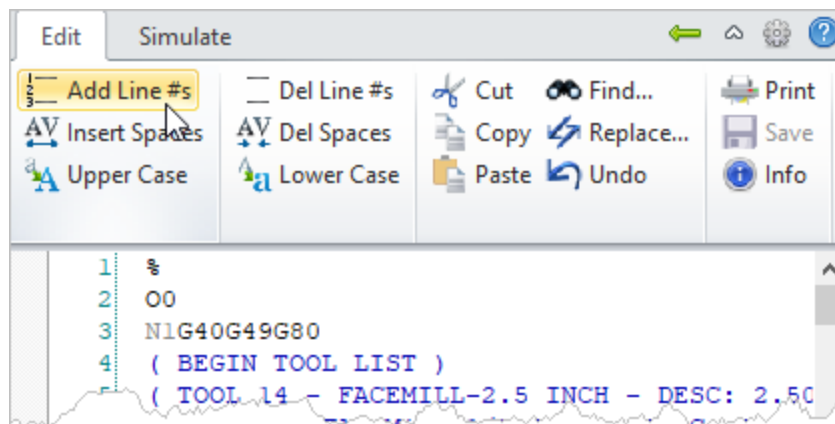 Edit Simulate
Add Line #s Del Line #s Cut Find... Print
Insert Spaces Del Spaces Copy Replace... Save
Upper Case Lower Case Paste Undo Info
1 %
2 O0
3 N1G40G49G80
4 ( BEGIN TOOL LIST )
5 ( TOOL 14 - FACEMILL-2.5 INCH - DESC: 2.50